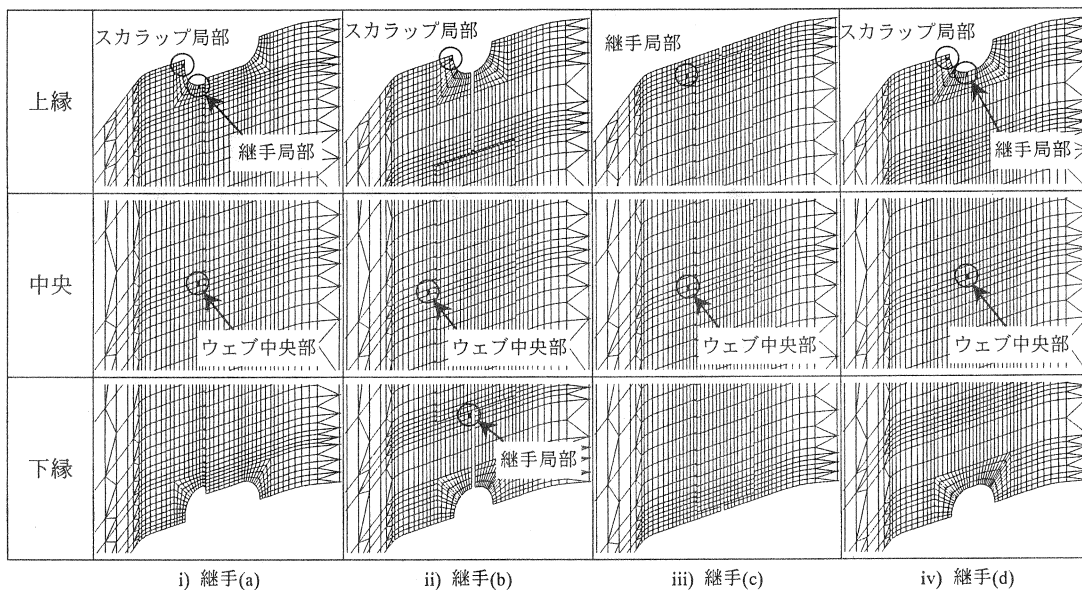 上縁
スカラップ局部
継手局部
スカラップ局部
継手局部
スカラップ局部
継手局部
中央
ウェブ中央部
ウェブ中央部
ウェブ中央部
ウェブ中央部
下縁
継手局部
i) 継手(a)
ii) 継手(b)
iii) 継手(c)
iv) 継手(d)